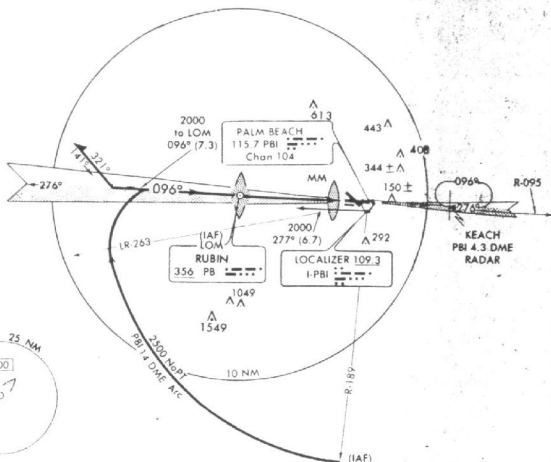 613
443
408
344 ±
150 ±
2000
to LOM
096° (7.3)
PALM BEACH
115.7 PBI
Chan 104
MM
141°
321°
276°
096°
096°
276°
R-095
KEACH
PBI 4.3 DME
RADAR
2000
277° (6.7)
292
(IAF)
LOM
RUBIN
356 PB
LOCALIZER 109.3
I-PBI
LR-263
1049
1549
2500 NoPT
PBI 14 DME Arc
R-189
10 NM
25 NM
(IAF)